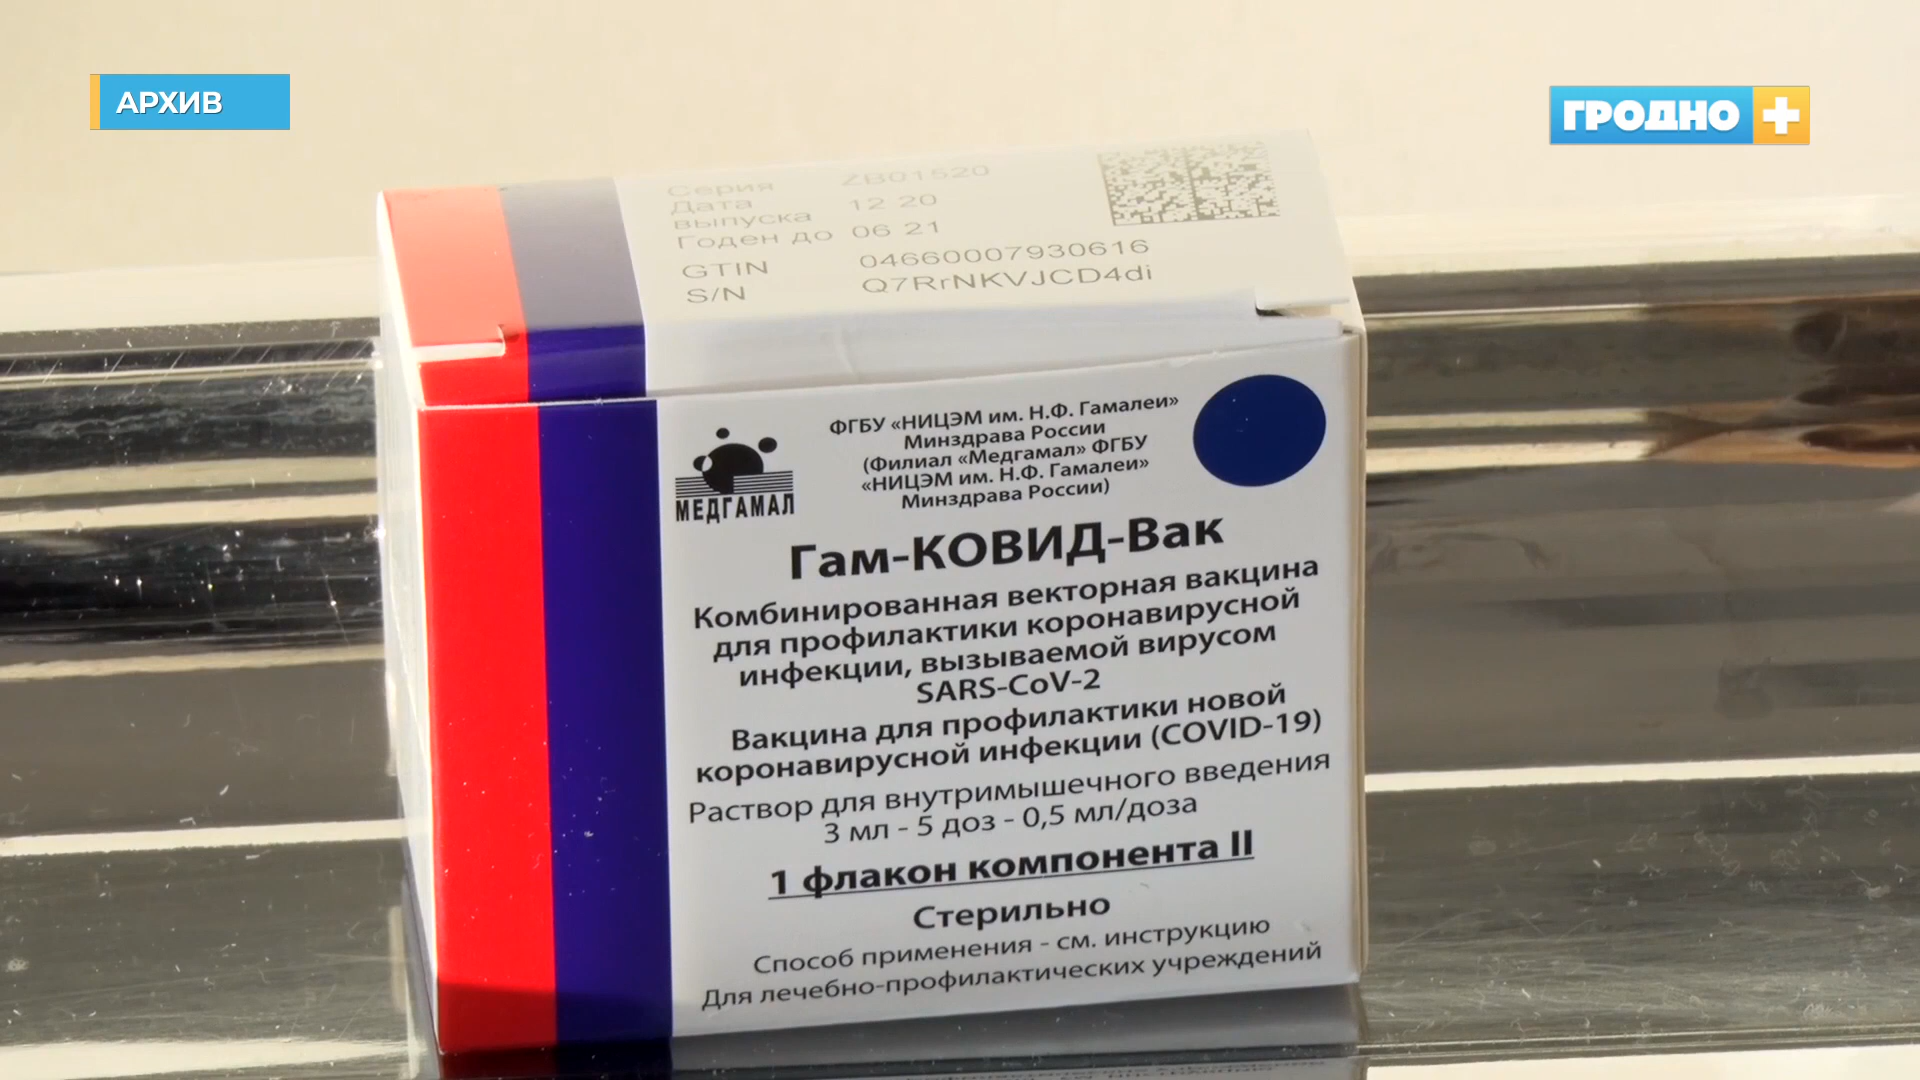 АРХИВ
ГРОДНО +
Серия ZB01520
Дата
выпуска 12 20
Годен до 06 21
GTIN 04660007930616
S/N Q7RrNKVJCD4di
МЕДГАМАЛ
ФГБУ «НИЦЭМ им. Н.Ф. Гамалеи»
Минздрава России
(Филиал «Медгамал» ФГБУ
«НИЦЭМ им. Н.Ф. Гамалеи»
Минздрава России)
Гам-КОВИД-Вак
Комбинированная векторная вакцина
для профилактики коронавирусной
инфекции, вызываемой вирусом
SARS-CoV-2
Вакцина для профилактики новой
коронавирусной инфекции (COVID-19)
Раствор для внутримышечного введения
3 мл - 5 доз - 0,5 мл/доза
1 флакон компонента II
Стерильно
Способ применения - см. инструкцию
Для лечебно-профилактических учреждений